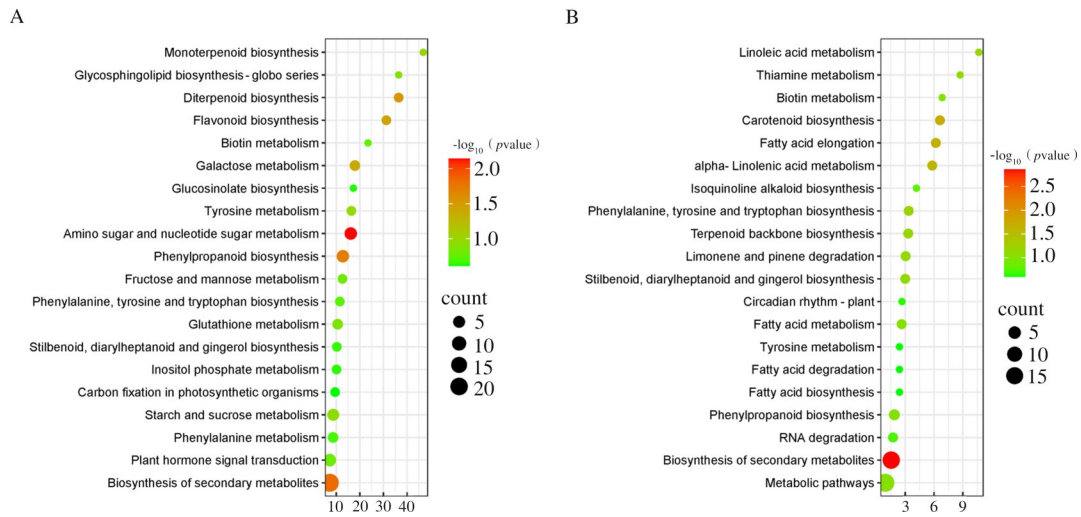 A
Monoterpenoid biosynthesis
Glycosphingolipid biosynthesis - globo series
Diterpenoid biosynthesis
Flavonoid biosynthesis
Biotin metabolism
Galactose metabolism
Glucosinolate biosynthesis
Tyrosine metabolism
Amino sugar and nucleotide sugar metabolism
Phenylpropanoid biosynthesis
Fructose and mannose metabolism
Phenylalanine, tyrosine and tryptophan biosynthesis
Glutathione metabolism
Stilbenoid, diarylheptanoid and gingerol biosynthesis
Inositol phosphate metabolism
Carbon fixation in photosynthetic organisms
Starch and sucrose metabolism
Phenylalanine metabolism
Plant hormone signal transduction
Biosynthesis of secondary metabolites
10 20 30 40
-log10 (pvalue)
2.0
1.5
1.0
count
5
10
15
20
B
Linoleic acid metabolism
Thiamine metabolism
Biotin metabolism
Carotenoid biosynthesis
Fatty acid elongation
alpha- Linolenic acid metabolism
Isoquinoline alkaloid biosynthesis
Phenylalanine, tyrosine and tryptophan biosynthesis
Terpenoid backbone biosynthesis
Limonene and pinene degradation
Stilbenoid, diarylheptanoid and gingerol biosynthesis
Circadian rhythm - plant
Fatty acid metabolism
Tyrosine metabolism
Fatty acid degradation
Fatty acid biosynthesis
Phenylpropanoid biosynthesis
RNA degradation
Biosynthesis of secondary metabolites
Metabolic pathways
3 6 9
-log10 (pvalue)
2.5
2.0
1.5
1.0
count
5
10
15